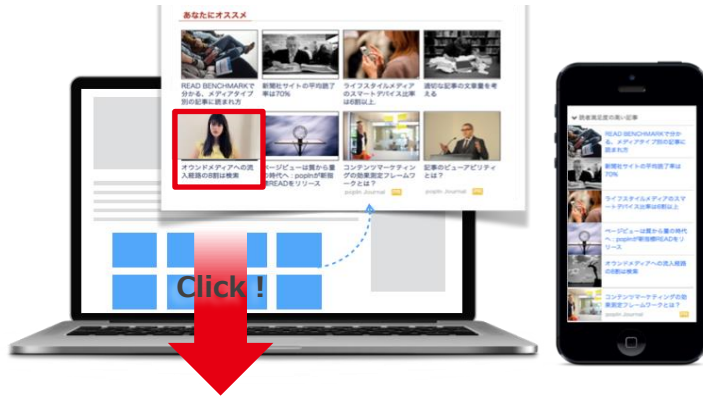 あなたにオススメ
READ BENCHMARKで
分かる、メディアタイプ
別の記事に読まれ方
新聞社サイトの平均読了
率は70%
ライフスタイルメディア
のスマートデバイス比率
は6割以上
適切な記事の文章量を考
える
オウンドメディアへの流
入経路の8割は検索
ページビューは質から量
の時代へ:popInが新指
標READをリリース
コンテンツマーケティン
グの効果測定フレームワ
ークとは?
popIn Journal
記事のビューアビリティ
とは?
popIn Journal
Click !
読者満足度の高い記事
READ BENCHMARKで分か
る、メディアタイプ別の記事に
読まれ方
新聞社サイトの平均読了率は
70%
ライフスタイルメディアのスマ
ートデバイス比率は6割以上
ページビューは質から量の時代
へ:popInが新指標READをリ
リース
オウンドメディアへの流入経路
の8割は検索
コンテンツマーケティングの効
果測定フレームワークとは?
popIn Journal